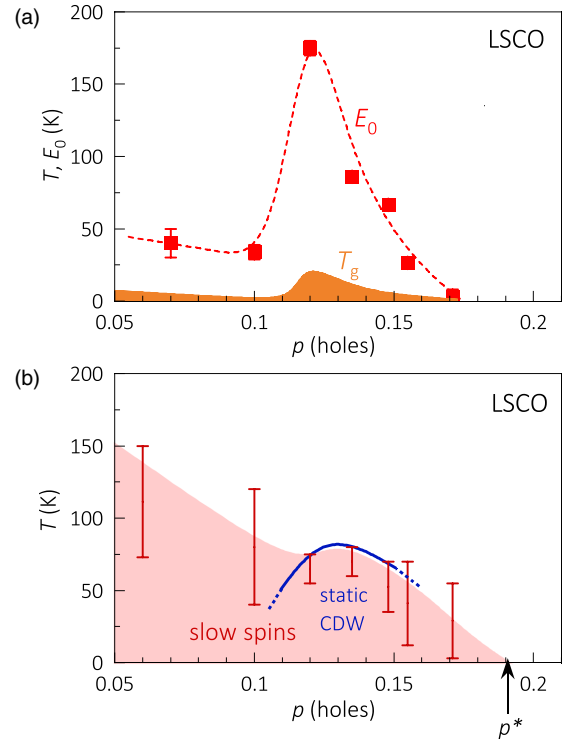 (a)
LSCO
200
150
100
50
0
T, E₀ (K)
E₀
Tg
0.05 0.1 0.15 0.2
p (holes)
(b)
LSCO
200
150
100
50
0
T (K)
static
CDW
slow spins
0.05 0.1 0.15 0.2
p (holes)
p*